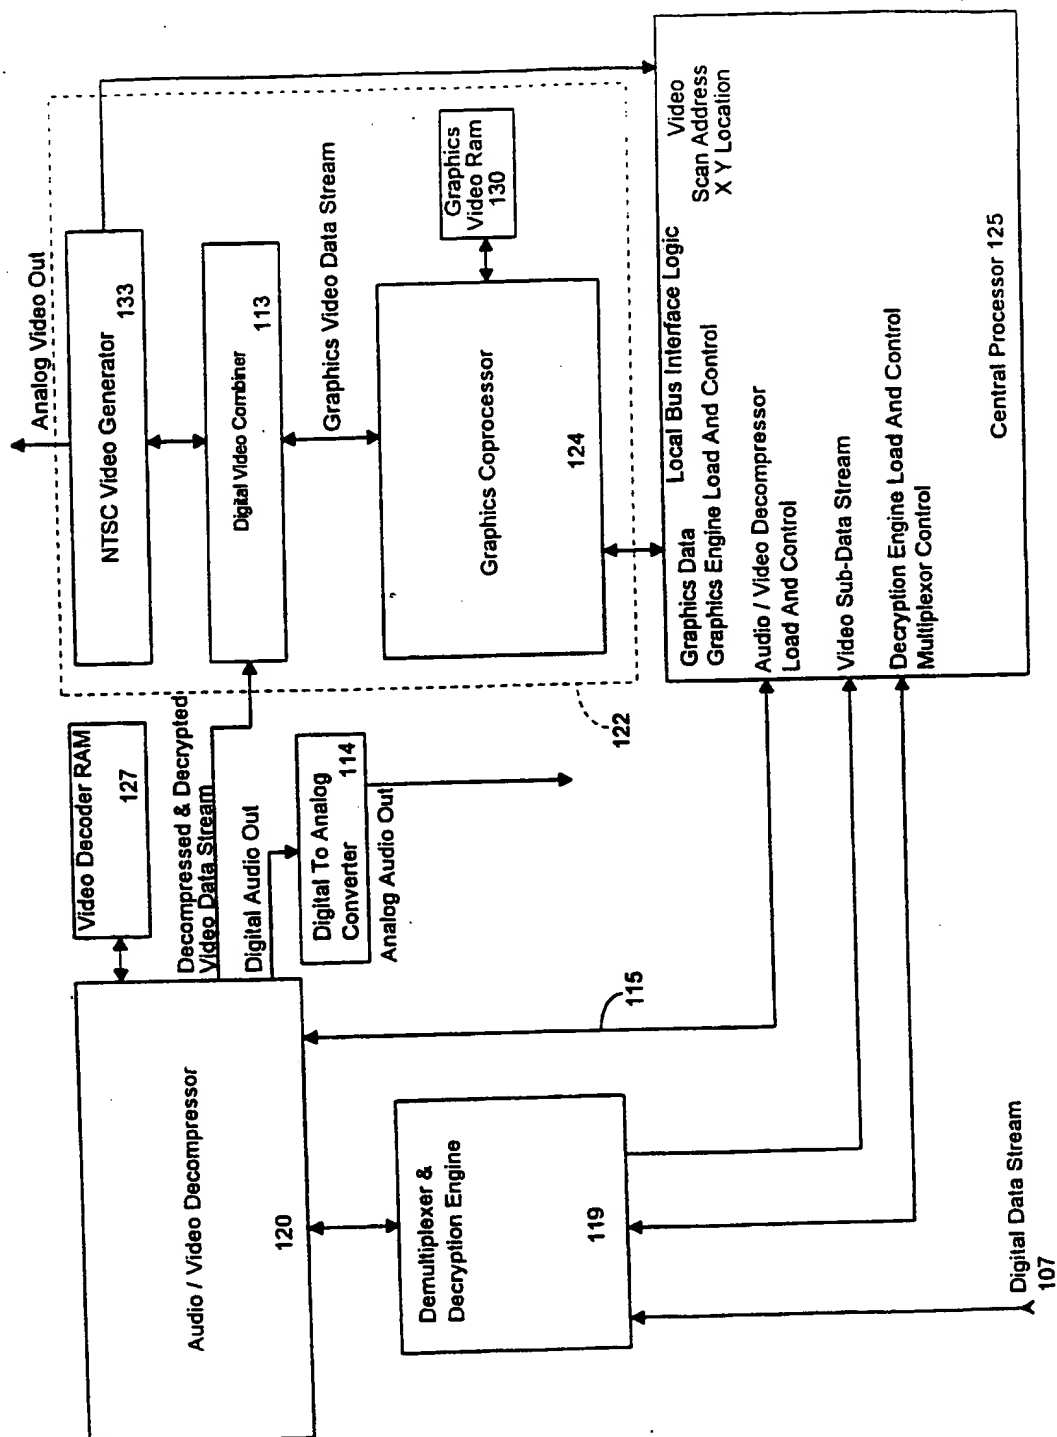 Audio / Video Decompressor
120
Video Decoder RAM
127
Decompressed & Decrypted
Video Data Stream
Digital Audio Out
Digital To Analog
Converter
114
Analog Audio Out
Analog Video Out
NTSC Video Generator
133
Digital Video Combiner
113
Graphics Video Data Stream
Graphics
Video Ram
130
Graphics Coprocessor
124
122
Demultiplexer &
Decryption Engine
119
115
Digital Data Stream
107
Graphics Data
Local Bus Interface Logic
Graphics Engine Load And Control
Video
Scan Address
X Y Location
Audio / Video Decompressor
Load And Control
Video Sub-Data Stream
Decryption Engine Load And Control
Multiplexor Control
Central Processor 125